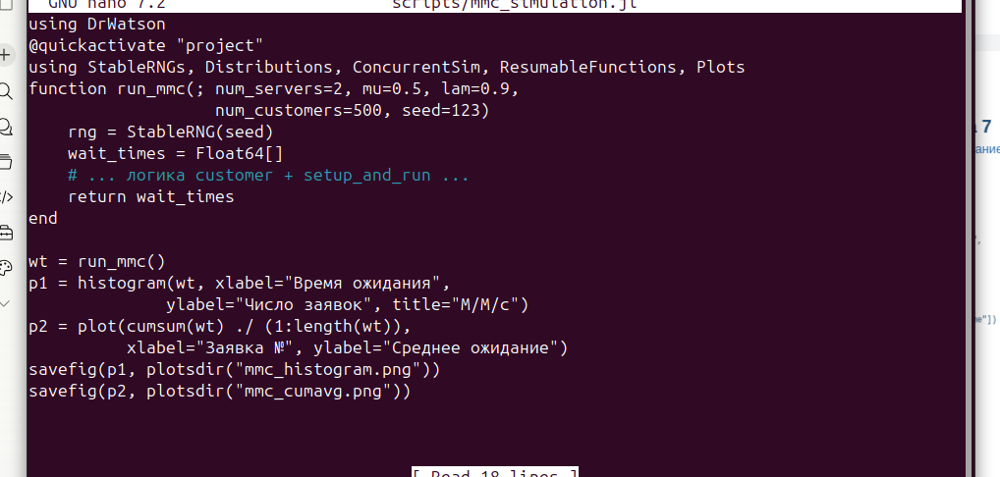 GNU nano 7.2 scripts/mmc_simulation.jl
using DrWatson
@quickactivate "project"
using StableRNGs, Distributions, ConcurrentSim, ResumableFunctions, Plots
function run_mmc(; num_servers=2, mu=0.5, lam=0.9,
                   num_customers=500, seed=123)
    rng = StableRNG(seed)
    wait_times = Float64[]
    # ... логика customer + setup_and_run ...
    return wait_times
end
wt = run_mmc()
p1 = histogram(wt, xlabel="Время ожидания",
              ylabel="Число заявок", title="M/M/c")
p2 = plot(cumsum(wt) ./ (1:length(wt)),
          xlabel="Заявка №", ylabel="Среднее ожидание")
savefig(p1, plotsdir("mmc_histogram.png"))
savefig(p2, plotsdir("mmc_cumavg.png"))
[ Read 18 lines ]
7